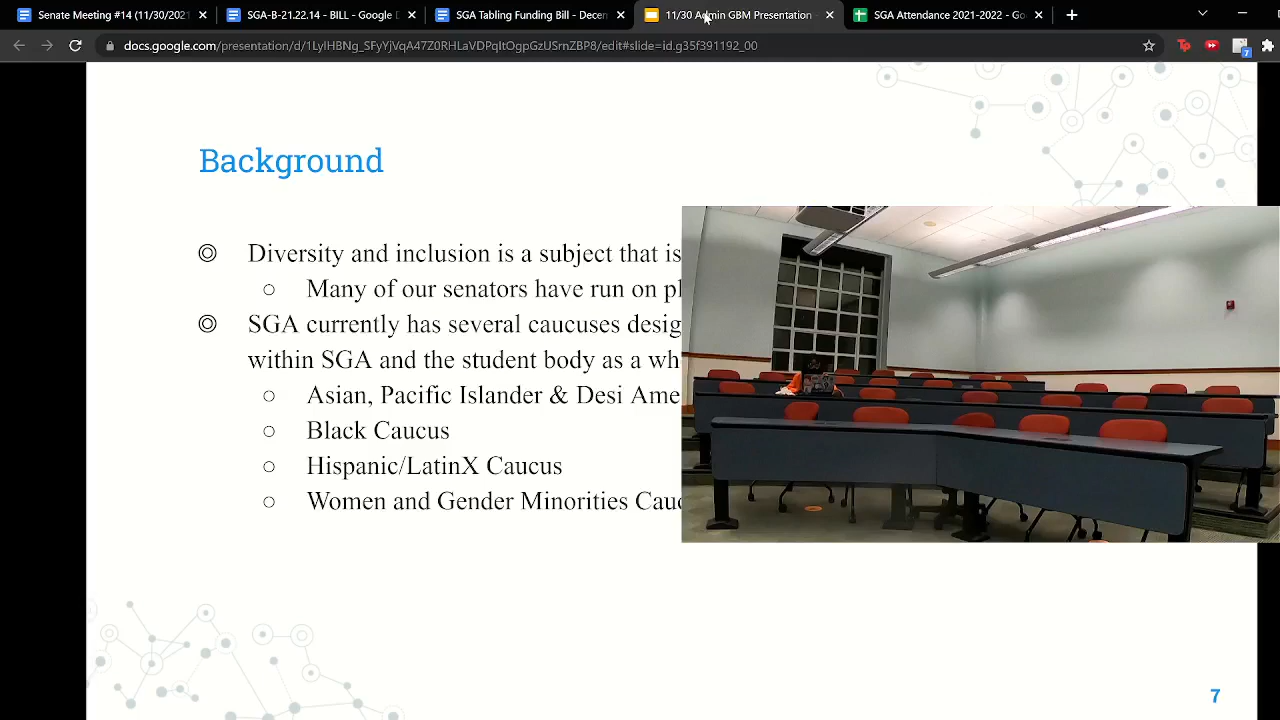 Senate Meeting #14 (11/30/2021
SGA-B-21.22.14 - BILL - Google D
SGA Tabling Funding Bill - Decem
11/30 Admin GBM Presentation -
SGA Attendance 2021-2022 - Goo
docs.google.com/presentation/d/1LylHBNg_SFyYjVqA47Z0RHLaVDPqItOgpGzUSrnZBP8/edit#slide=id.g35f391192_00
7
Background
Diversity and inclusion is a subject that is
Many of our senators have run on pl
SGA currently has several caucuses desig
within SGA and the student body as a wh
Asian, Pacific Islander & Desi Ame
Black Caucus
Hispanic/LatinX Caucus
Women and Gender Minorities Cauc
7